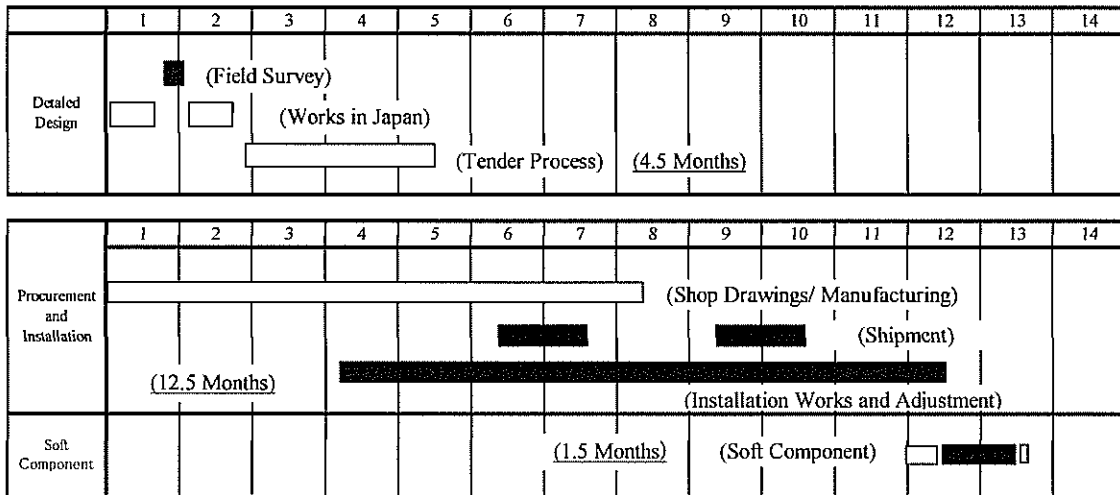 1 2 3 4 5 6 7 8 9 10 11 12 13 14
Detailed
Design
(Field Survey)
(Works in Japan)
(Tender Process) (4.5 Months)
1 2 3 4 5 6 7 8 9 10 11 12 13 14
Procurement
and
Installation
(Shop Drawings/ Manufacturing)
(Shipment)
(12.5 Months)
(Installation Works and Adjustment)
Soft
Component
(1.5 Months) (Soft Component)